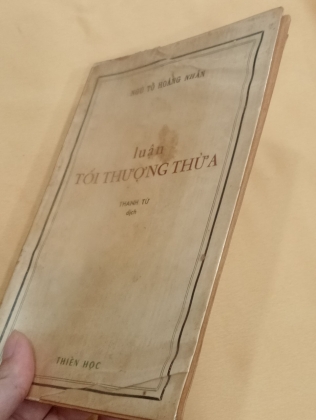 NGŨ TỔ HOẰNG NHẪN
luận
TỐI THƯỢNG THỪA
THANH TỪ
dịch
THIỀN HỌC